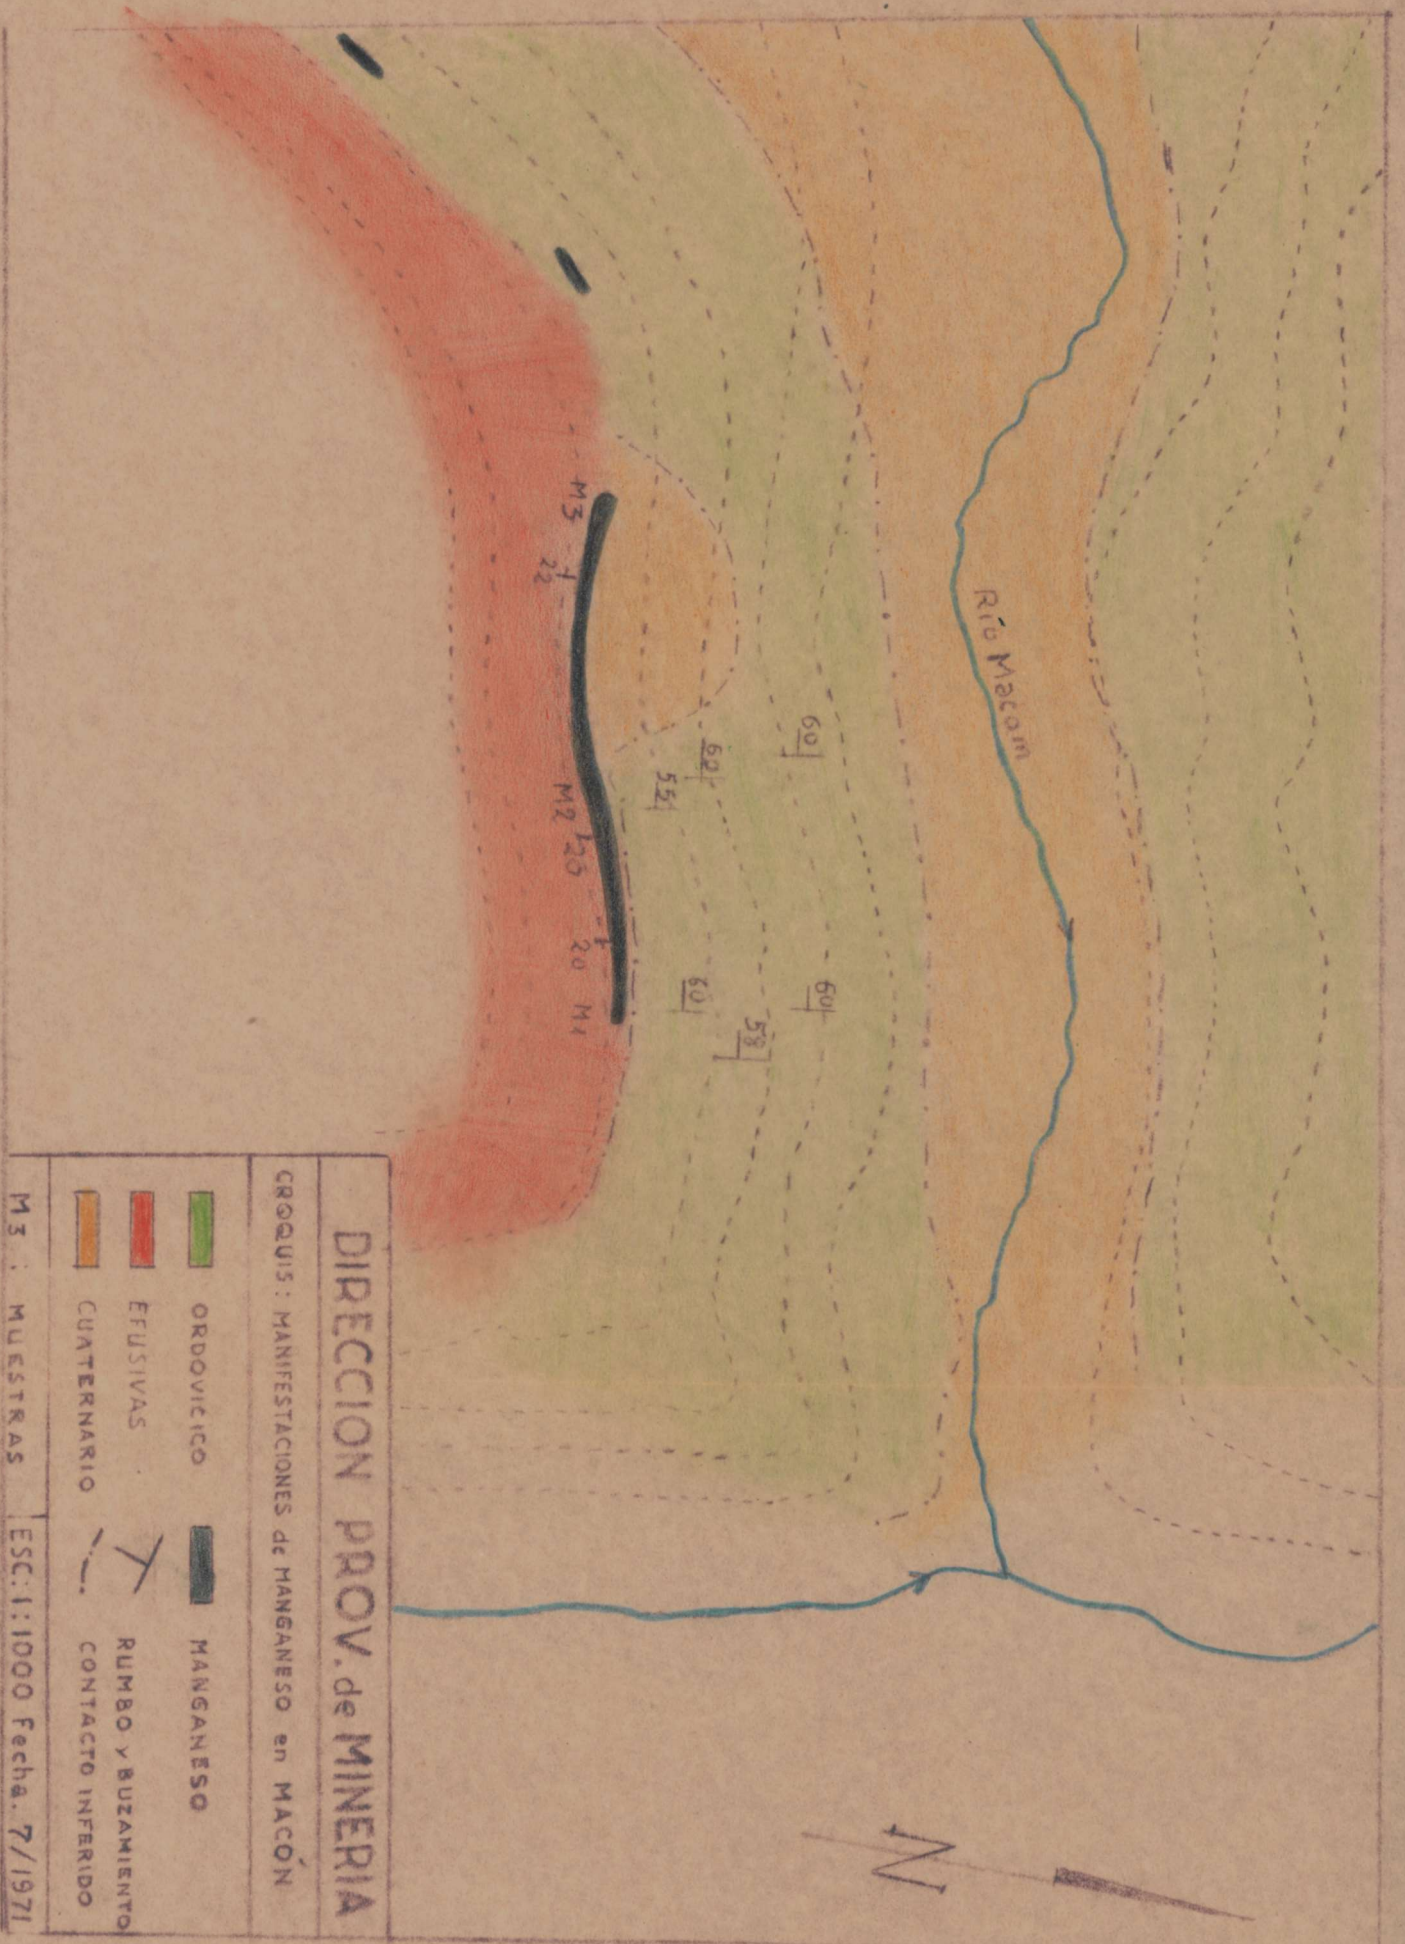 Río Macom
60
60
55
60
60
58
M3
22
M2
20
20
M1
N
DIRECCION PROV. de MINERIA
CROQUIS: MANIFESTACIONES de MANGANESO en MACÓN
ORDOVICICO
MANGANESO
EFUSIVAS
RUMBO y BUZAMIENTO
CUATERNARIO
CONTACTO INFERIDO
M3 : MUESTRAS
ESC: 1:1000 Fecha. 7/1971